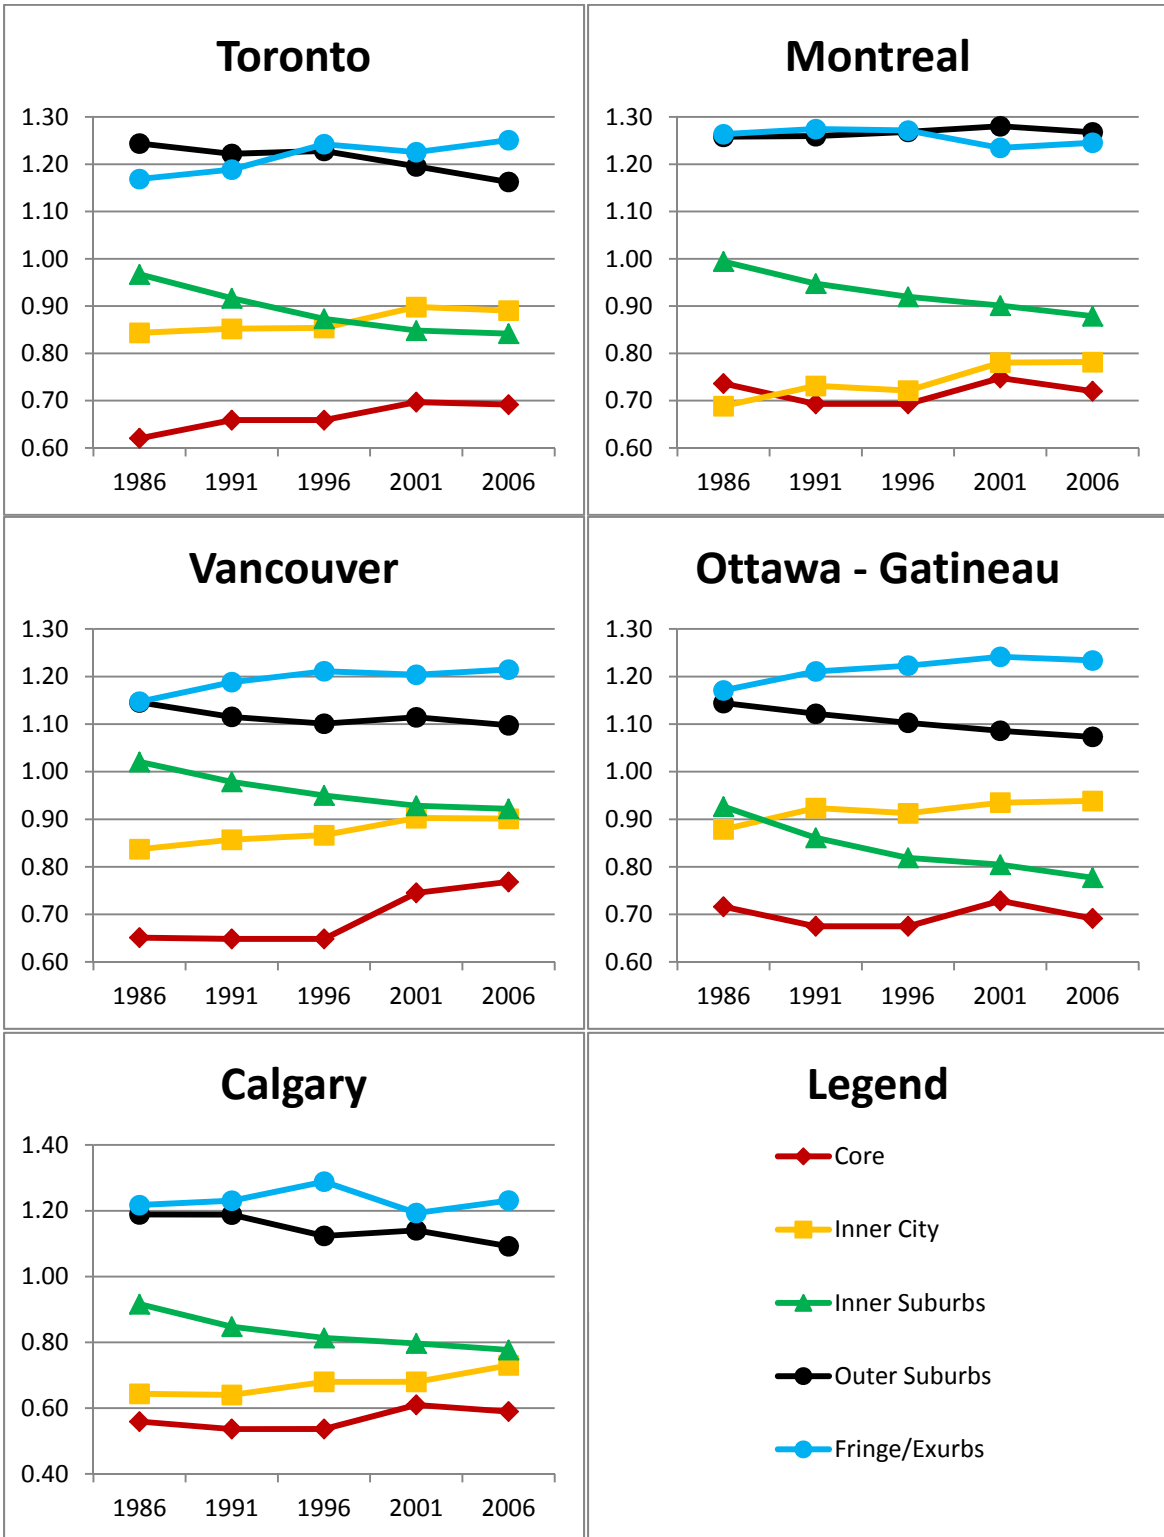 Toronto
1.30
1.20
1.10
1.00
0.90
0.80
0.70
0.60
1986 1991 1996 2001 2006
Montreal
1.30
1.20
1.10
1.00
0.90
0.80
0.70
0.60
1986 1991 1996 2001 2006
Vancouver
1.30
1.20
1.10
1.00
0.90
0.80
0.70
0.60
1986 1991 1996 2001 2006
Ottawa - Gatineau
1.30
1.20
1.10
1.00
0.90
0.80
0.70
0.60
1986 1991 1996 2001 2006
Calgary
1.40
1.20
1.00
0.80
0.60
0.40
1986 1991 1996 2001 2006
Legend
Core
Inner City
Inner Suburbs
Outer Suburbs
Fringe/Exurbs